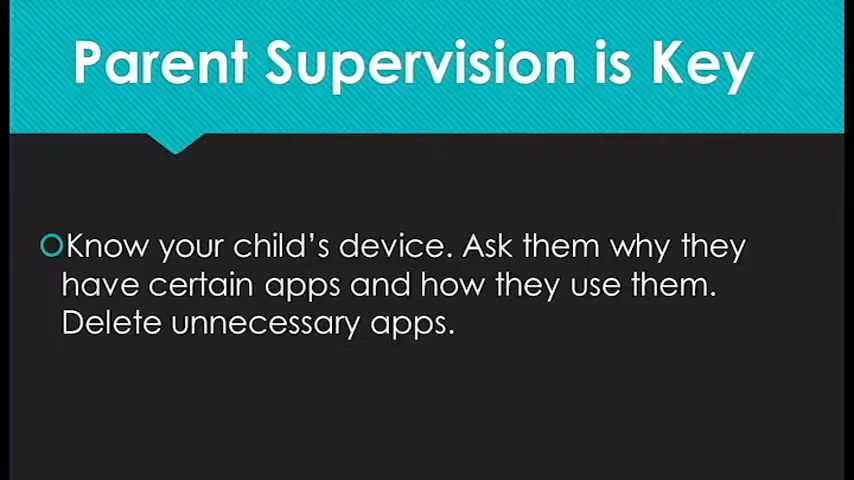 Parent Supervision is Key
Know your child's device. Ask them why they
have certain apps and how they use them.
Delete unnecessary apps.